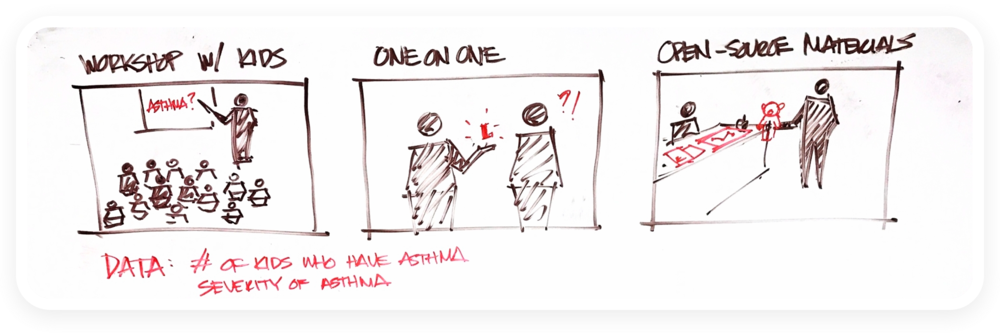 WORKSHOP W/ KIDS
ONE ON ONE
OPEN-SOURCE MATERIALS
ASTHMA?
?!
DATA: # OF KIDS WHO HAVE ASTHMA
SEVERITY OF ASTHMA